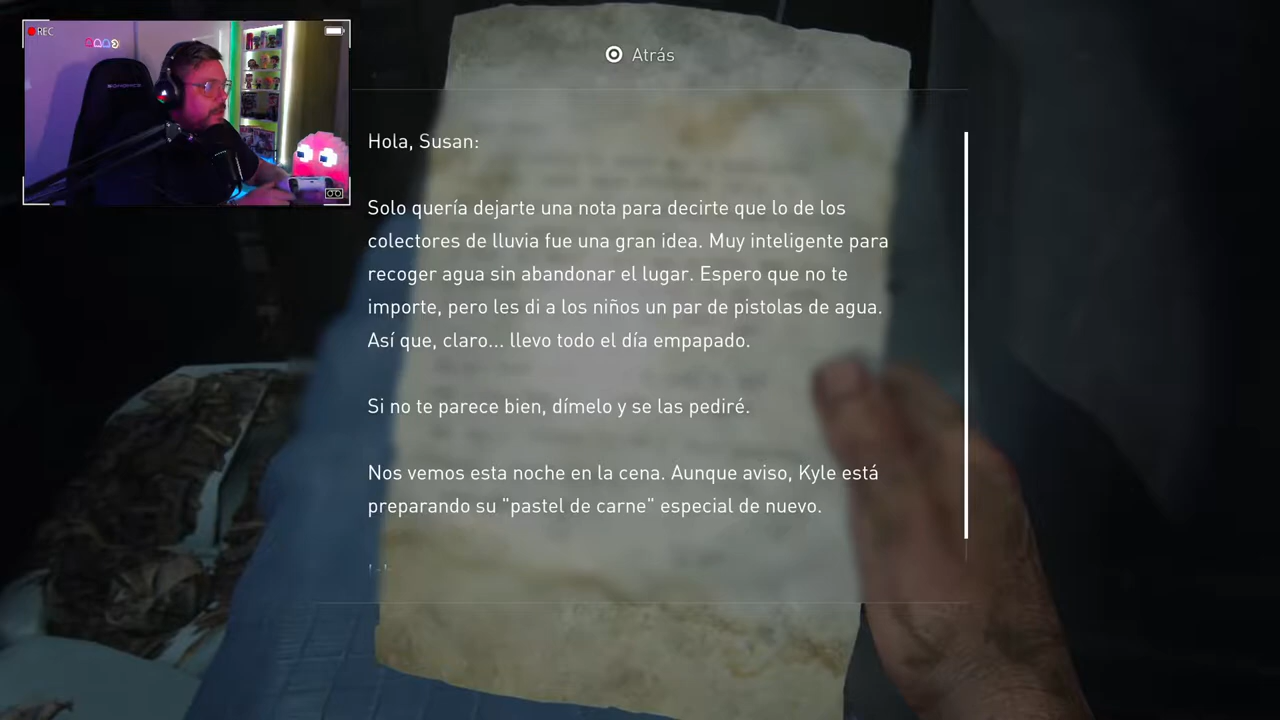 REC
Atrás
Hola, Susan:
Solo quería dejarte una nota para decirte que lo de los
colectores de lluvia fue una gran idea. Muy inteligente para
recoger agua sin abandonar el lugar. Espero que no te
importe, pero les di a los niños un par de pistolas de agua.
Así que, claro... llevo todo el día empapado.
Si no te parece bien, dímelo y se las pediré.
Nos vemos esta noche en la cena. Aunque aviso, Kyle está
preparando su "pastel de carne" especial de nuevo.